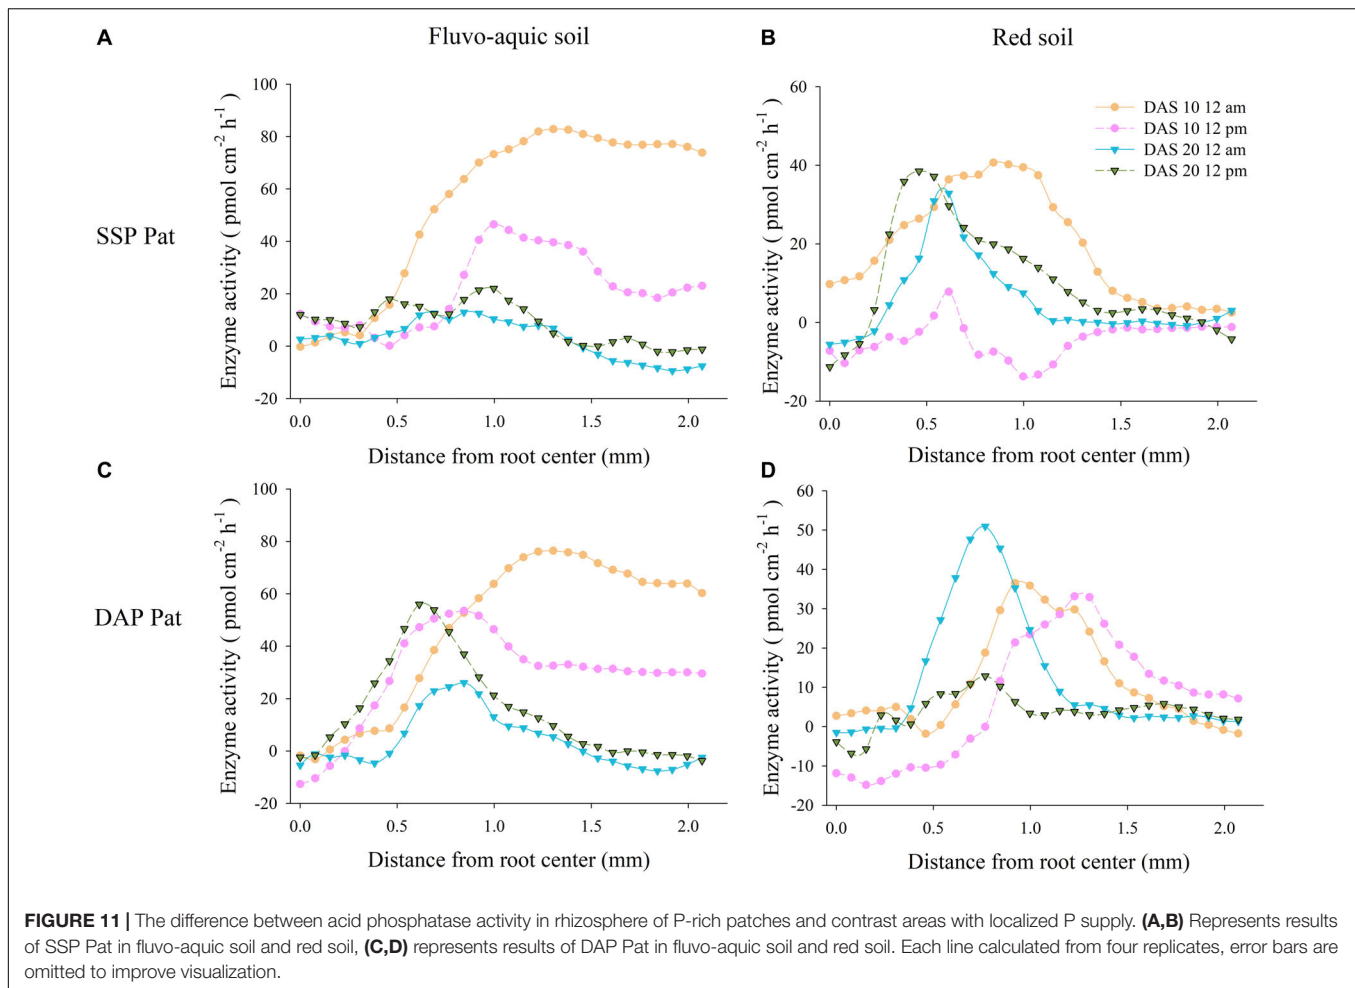 A
Fluvo-aquic soil
B
Red soil
SSP Pat
Enzyme activity ( pmol cm-2 h-1 )
100
80
60
40
20
0
-20
0.0 0.5 1.0 1.5 2.0
Distance from root center (mm)
Enzyme activity ( pmol cm-2 h-1 )
60
40
20
0
-20
0.0 0.5 1.0 1.5 2.0
Distance from root center (mm)
DAS 10 12 am
DAS 10 12 pm
DAS 20 12 am
DAS 20 12 pm
C
D
DAP Pat
Enzyme activity ( pmol cm-2 h-1 )
100
80
60
40
20
0
-20
0.0 0.5 1.0 1.5 2.0
Distance from root center (mm)
Enzyme activity ( pmol cm-2 h-1 )
60
50
40
30
20
10
0
-10
-20
0.0 0.5 1.0 1.5 2.0
Distance from root center (mm)
FIGURE 11 | The difference between acid phosphatase activity in rhizosphere of P-rich patches and contrast areas with localized P supply. (A,B) Represents results
of SSP Pat in fluvo-aquic soil and red soil, (C,D) represents results of DAP Pat in fluvo-aquic soil and red soil. Each line calculated from four replicates, error bars are
omitted to improve visualization.